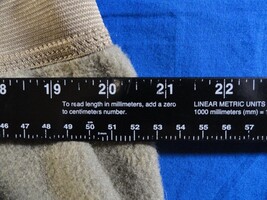 8 19 20 21 22
To read length in millimeters, add a zero
to centimeters number.
LINEAR METRIC UNITS
1000 millimeters (mm) =
46 47 48 49 50 51 52 53 54 55 56 57